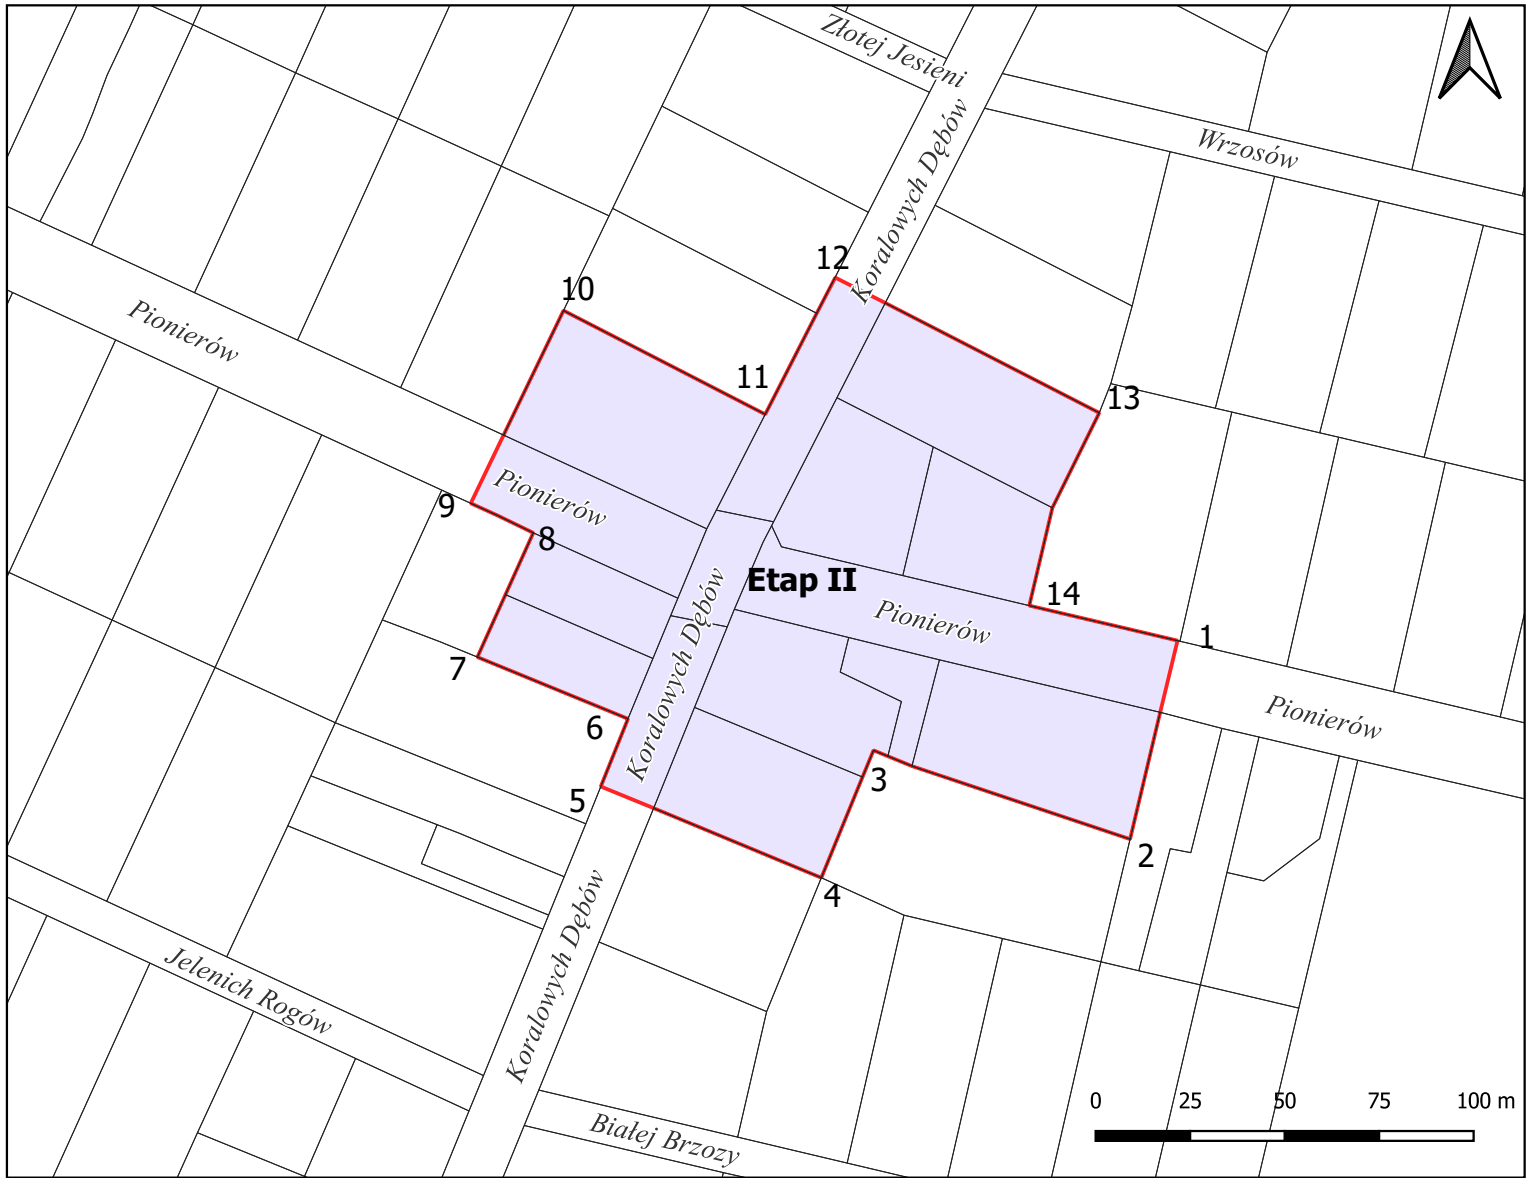 Złotej Jesieni
Koralowych Dębów
Wrzosów
12
10
Pionierów
11
13
9
Pionierów
8
Etap II
14
Pionierów
1
7
6
Koralowych Dębów
Pionierów
5
3
2
4
Koralowych Dębów
Jelenich Rogów
Białej Brzozy
0 25 50 75 100 m